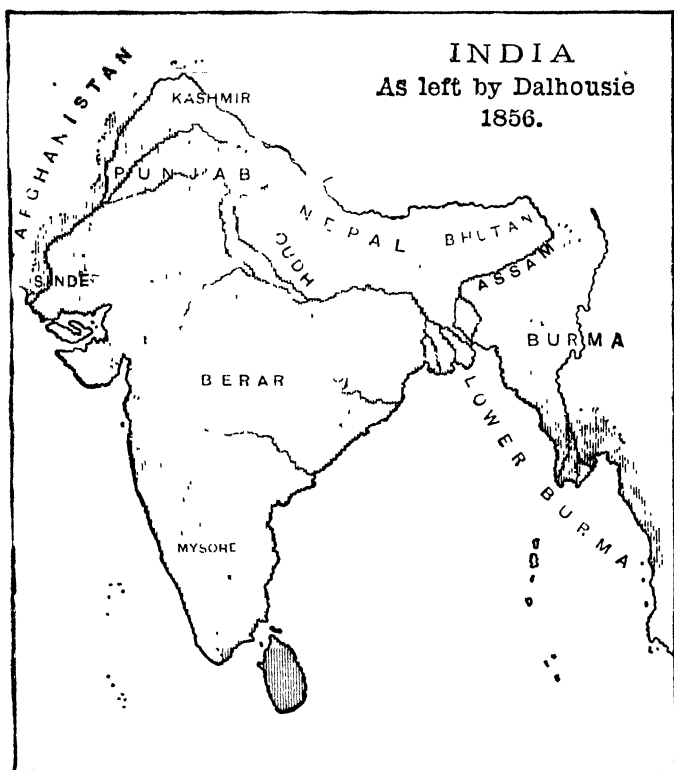 INDIA
As left by Dalhousie
1856.
AFGHANISTAN
KASHMIR
PUNJAB
NEPAL
BHUTAN
OUDH
ASSAM
SINDE
BURMA
BERAR
LOWER BURMA
MYSORE